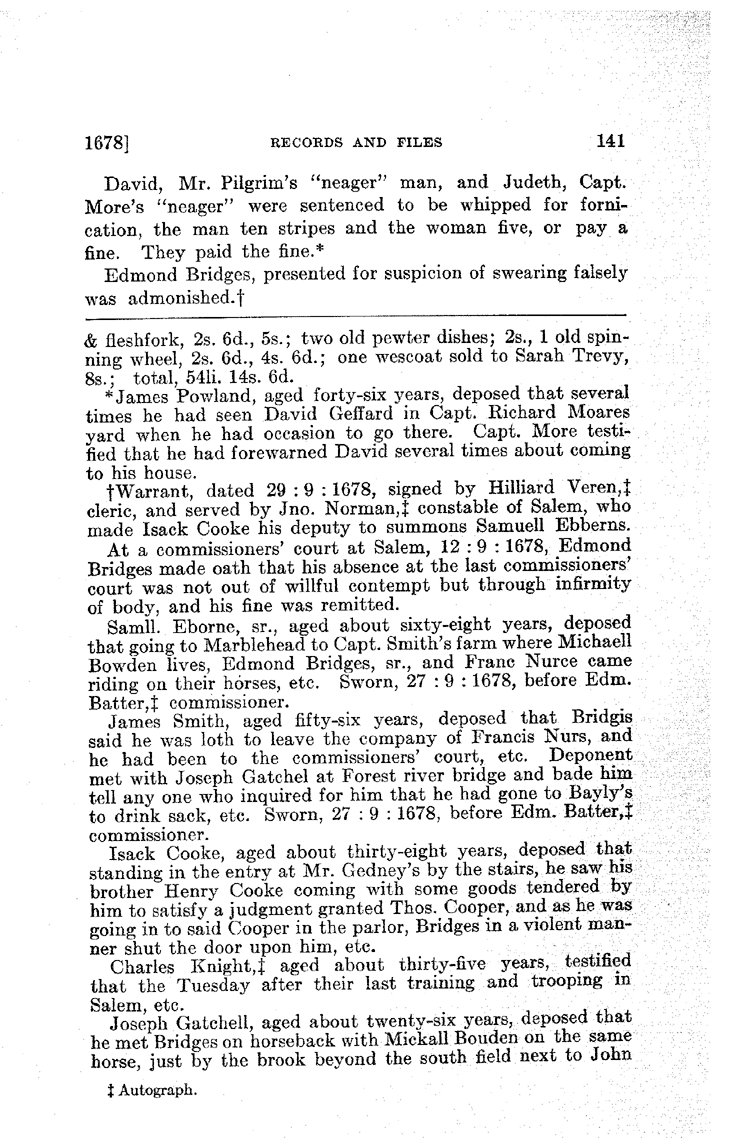 1678] RECORDS AND FILES 141
David, Mr. Pilgrim's "neager" man, and Judeth, Capt.
More's "neager" were sentenced to be whipped for forni-
cation, the man ten stripes and the woman five, or pay a
fine. They paid the fine.*
Edmond Bridges, presented for suspicion of swearing falsely
was admonished.†
& fleshfork, 2s. 6d., 5s.; two old pewter dishes; 2s., 1 old spin-
ning wheel, 2s. 6d., 4s. 6d.; one wescoat sold to Sarah Trevy,
8s.; total, 54li. 14s. 6d.
*James Powland, aged forty-six years, deposed that several
times he had seen David Geffard in Capt. Richard Moares
yard when he had occasion to go there. Capt. More testi-
fied that he had forewarned David several times about coming
to his house.
†Warrant, dated 29 : 9 : 1678, signed by Hilliard Veren,‡
cleric, and served by Jno. Norman,‡ constable of Salem, who
made Isack Cooke his deputy to summons Samuell Ebberns.
At a commissioners' court at Salem, 12 : 9 : 1678, Edmond
Bridges made oath that his absence at the last commissioners'
court was not out of willful contempt but through infirmity
of body, and his fine was remitted.
Samll. Eborne, sr., aged about sixty-eight years, deposed
that going to Marblehead to Capt. Smith's farm where Michaell
Bowden lives, Edmond Bridges, sr., and Franc Nurce came
riding on their horses, etc. Sworn, 27 : 9 : 1678, before Edm.
Batter,‡ commissioner.
James Smith, aged fifty-six years, deposed that Bridgis
said he was loth to leave the company of Francis Nurs, and
he had been to the commissioners' court, etc. Deponent
met with Joseph Gatchel at Forest river bridge and bade him
tell any one who inquired for him that he had gone to Bayly's
to drink sack, etc. Sworn, 27 : 9 : 1678, before Edm. Batter,‡
commissioner.
Isack Cooke, aged about thirty-eight years, deposed that
standing in the entry at Mr. Gedney's by the stairs, he saw his
brother Henry Cooke coming with some goods tendered by
him to satisfy a judgment granted Thos. Cooper, and as he was
going in to said Cooper in the parlor, Bridges in a violent man-
ner shut the door upon him, etc.
Charles Knight,‡ aged about thirty-five years, testified
that the Tuesday after their last training and trooping in
Salem, etc.
Joseph Gatchell, aged about twenty-six years, deposed that
he met Bridges on horseback with Mickall Bouden on the same
horse, just by the brook beyond the south field next to John
‡ Autograph.